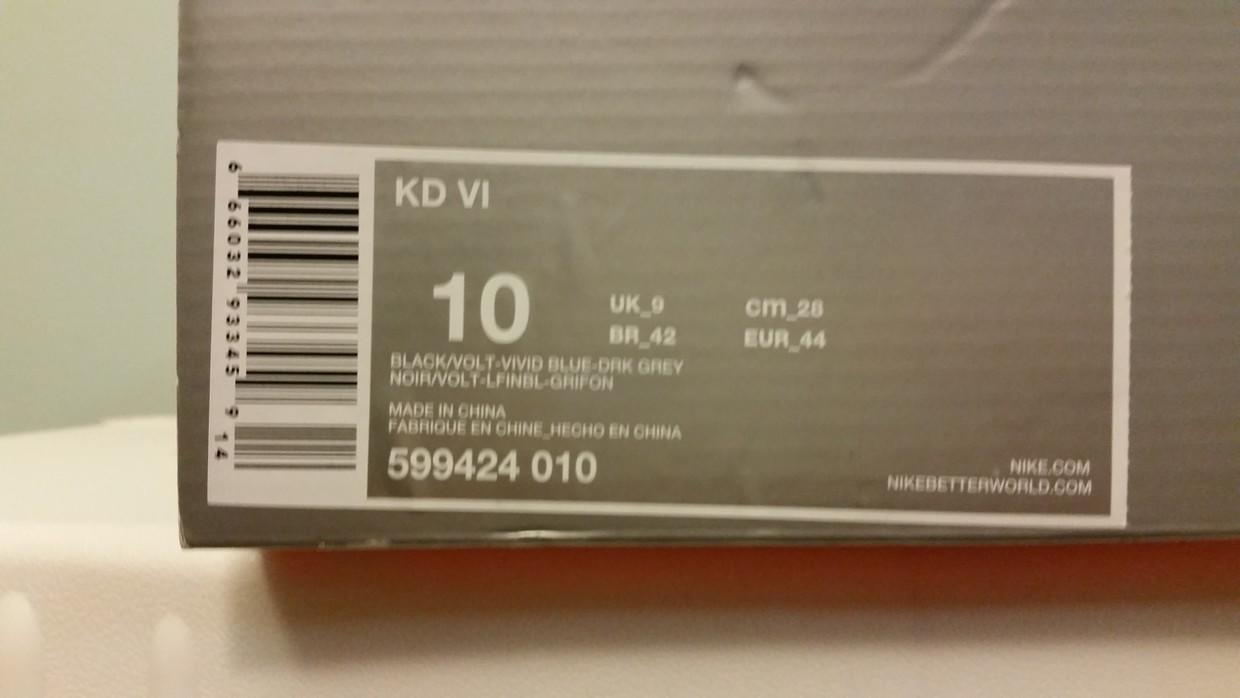 KD VI
10
UK_9 cm_28
BR_42 EUR_44
BLACK/VOLT-VIVID BLUE-DRK GREY
NOIR/VOLT-LFINBL-GRIFON
MADE IN CHINA
FABRIQUE EN CHINE_HECHO EN CHINA
599424 010
NIKE.COM
NIKEBETTERWORLD.COM
6 66032 93345 9 14